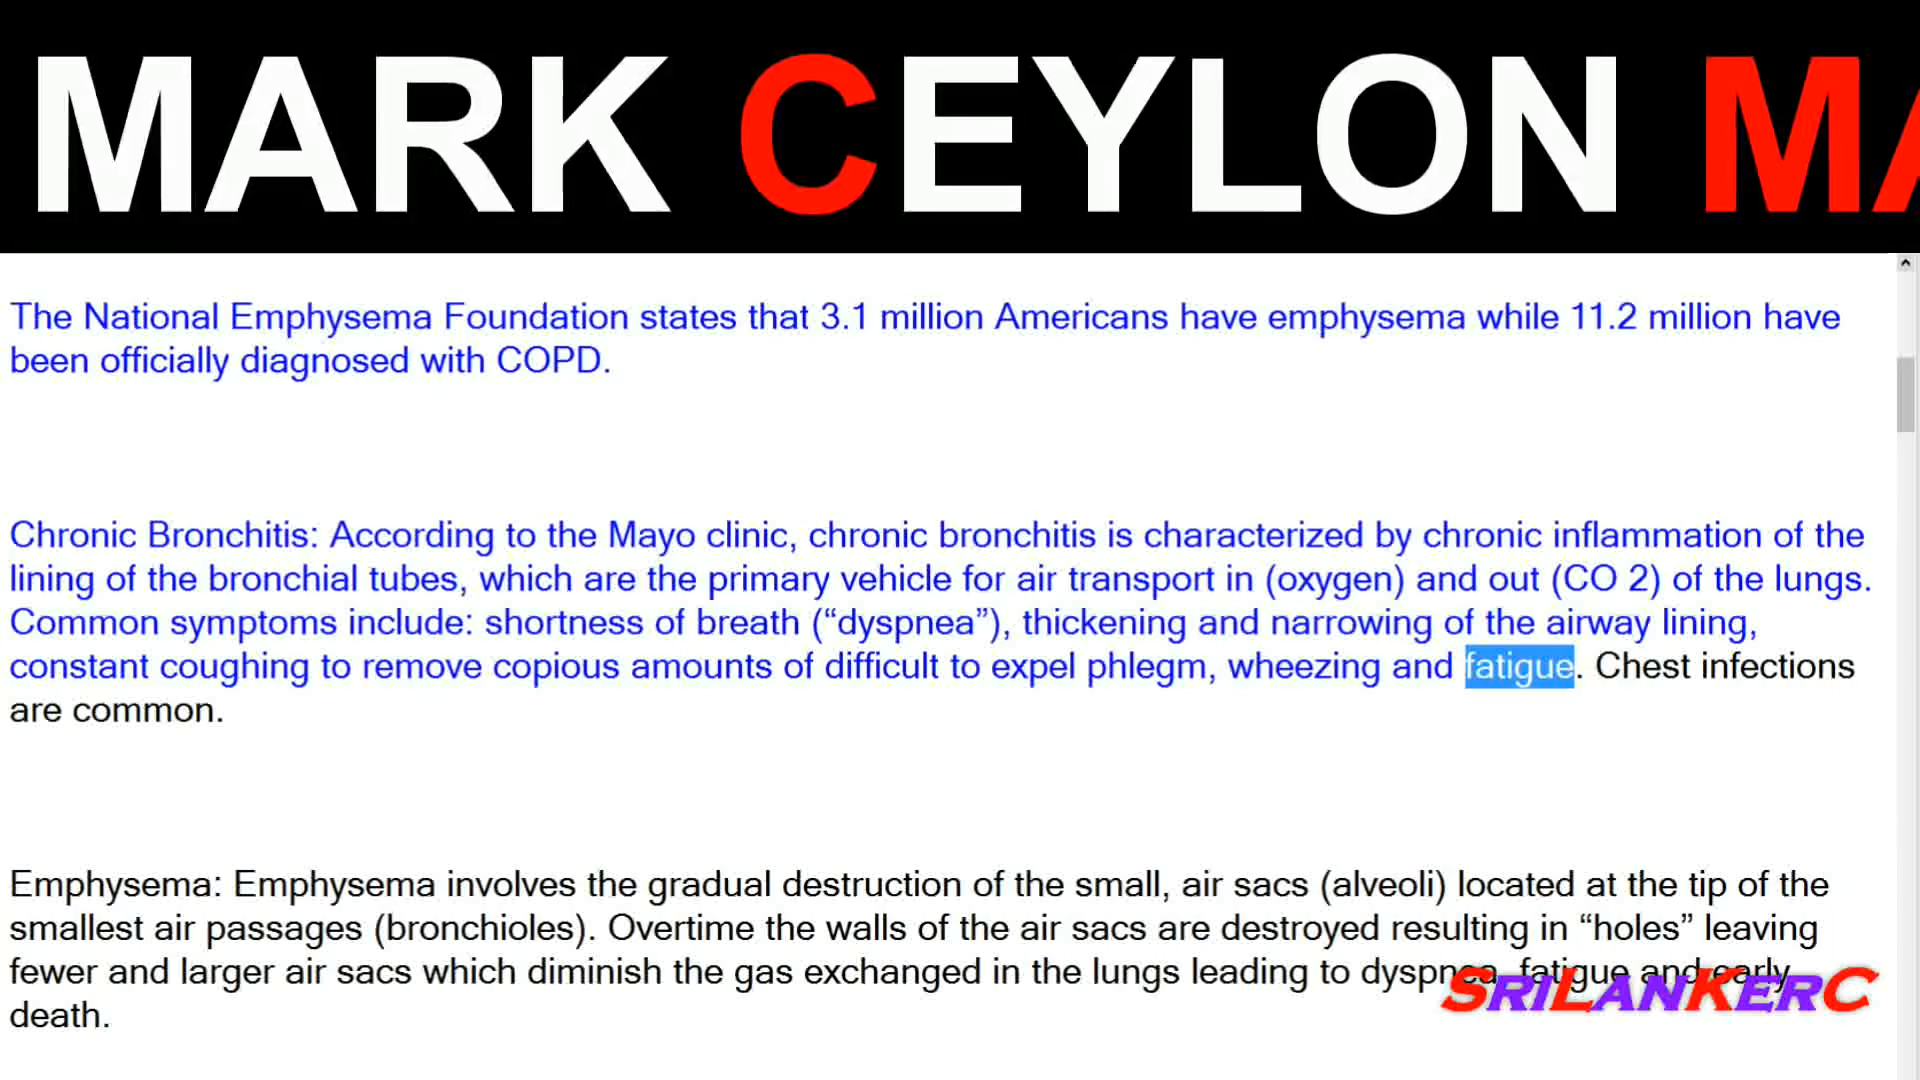 MARK CEYLON MA
The National Emphysema Foundation states that 3.1 million Americans have emphysema while 11.2 million have
been officially diagnosed with COPD.
Chronic Bronchitis: According to the Mayo clinic, chronic bronchitis is characterized by chronic inflammation of the
lining of the bronchial tubes, which are the primary vehicle for air transport in (oxygen) and out (CO 2) of the lungs.
Common symptoms include: shortness of breath (“dyspnea”), thickening and narrowing of the airway lining,
constant coughing to remove copious amounts of difficult to expel phlegm, wheezing and fatigue. Chest infections
are common.
Emphysema: Emphysema involves the gradual destruction of the small, air sacs (alveoli) located at the tip of the
smallest air passages (bronchioles). Overtime the walls of the air sacs are destroyed resulting in “holes” leaving
fewer and larger air sacs which diminish the gas exchanged in the lungs leading to dyspnea, fatigue and early
death.
SRILANKERC